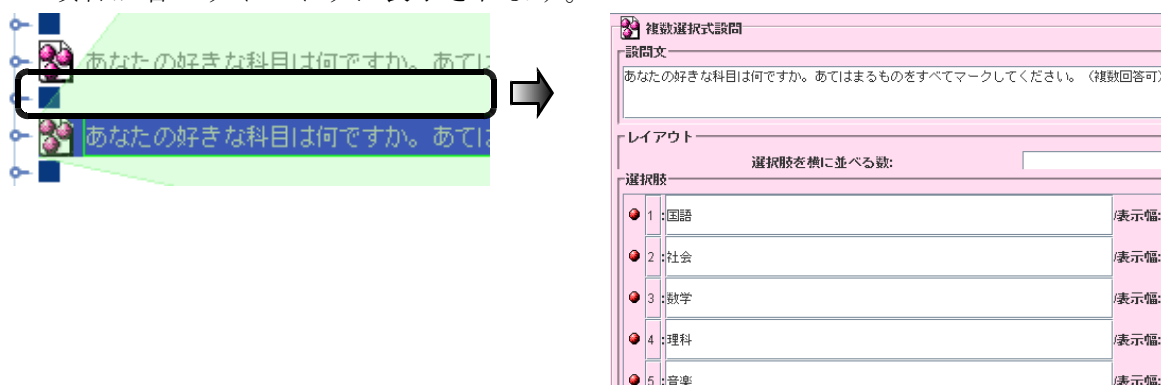 あなたの好きな科目は何ですか。あては
あなたの好きな科目は何ですか。あては
複数選択式設問
設問文
あなたの好きな科目は何ですか。あてはまるものをすべてマークしてください。(複数回答可)
レイアウト
選択肢を横に並べる数:
選択肢
1 :国語 /表示幅:
2 :社会 /表示幅:
3 :数学 /表示幅:
4 :理科 /表示幅:
5 :音楽 /表示幅: